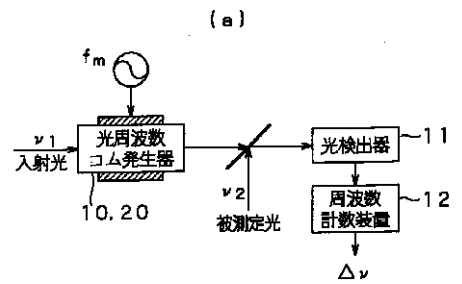 (a)
fm
ν1
入射光
光周波数
コム発生器
10,20
ν2
被測定光
光検出器
11
周波数
計数装置
12
Δν